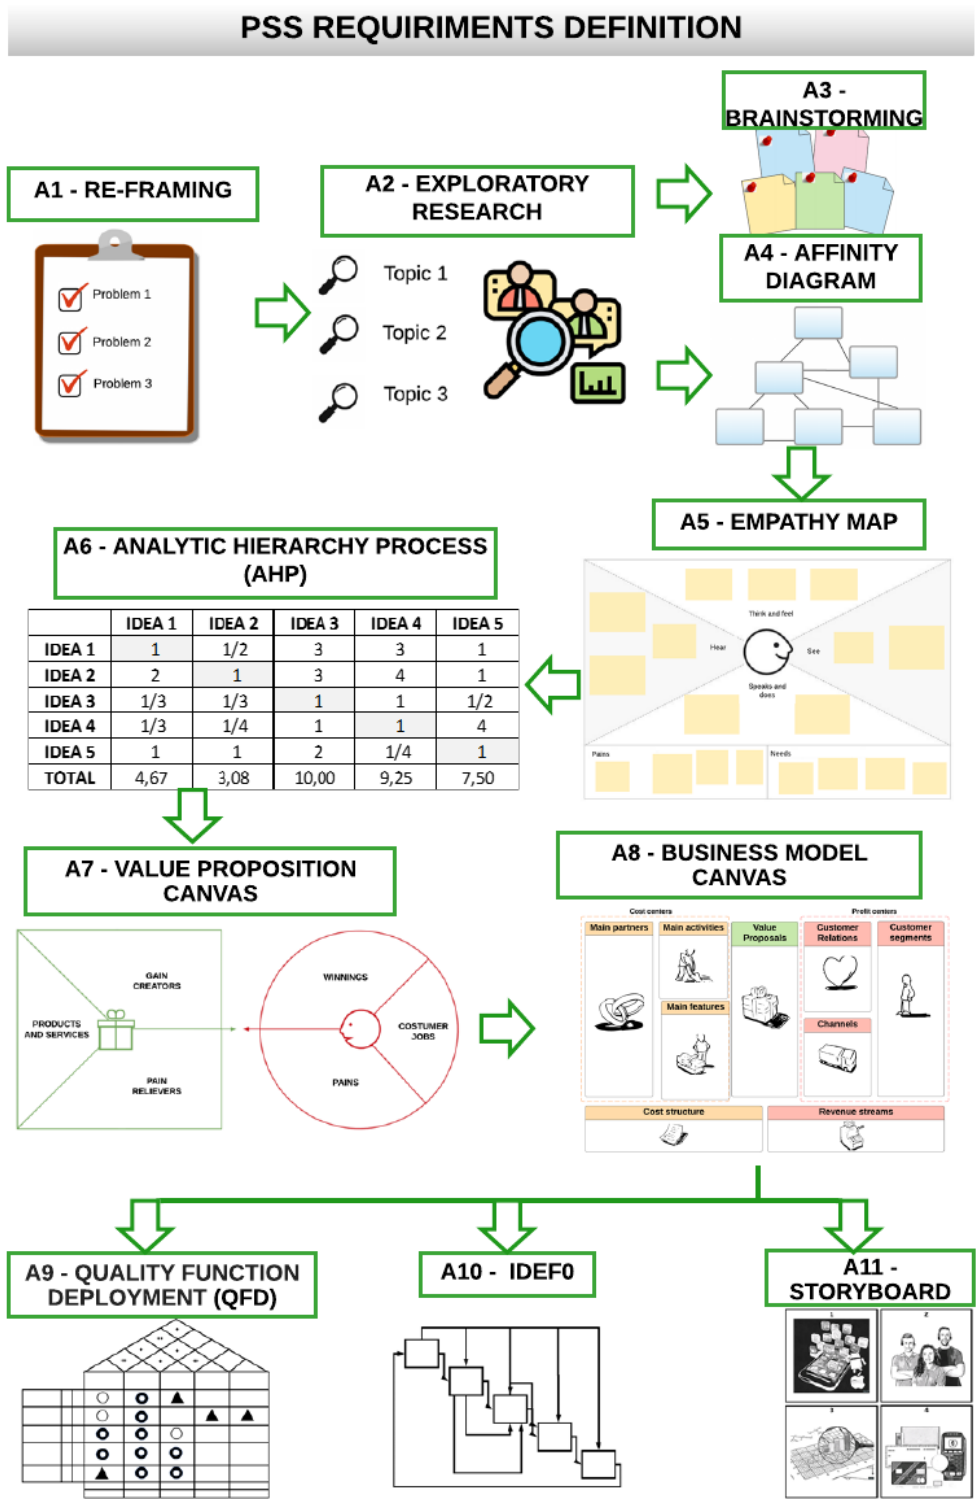 PSS REQUIRIMENTS DEFINITION
A1 - RE-FRAMING
Problem 1
Problem 2
Problem 3
A2 - EXPLORATORY
RESEARCH
Topic 1
Topic 2
Topic 3
A3 -
BRAINSTORMING
A4 - AFFINITY
DIAGRAM
A5 - EMPATHY MAP
Think and feel
Hear
See
Speaks and
does
Pains
Needs
A6 - ANALYTIC HIERARCHY PROCESS
(AHP)
IDEA 1 IDEA 2 IDEA 3 IDEA 4 IDEA 5
IDEA 1 1 1/2 3 3 1
IDEA 2 2 1 3 4 1
IDEA 3 1/3 1/3 1 1 1/2
IDEA 4 1/3 1/4 1 1 4
IDEA 5 1 1 2 1/4 1
TOTAL 4,67 3,08 10,00 9,25 7,50
A7 - VALUE PROPOSITION
CANVAS
GAIN
CREATORS
PRODUCTS
AND SERVICES
PAIN
RELIEVERS
WINNINGS
COSTUMER
JOBS
PAINS
A8 - BUSINESS MODEL
CANVAS
Cost centers
Profit centers
Main partners
Main activities
Value
Proposals
Customer
Relations
Customer
segments
Main features
Channels
Cost structure
Revenue streams
A9 - QUALITY FUNCTION
DEPLOYMENT (QFD)
A10 - IDEF0
A11 -
STORYBOARD
1
2
3
4